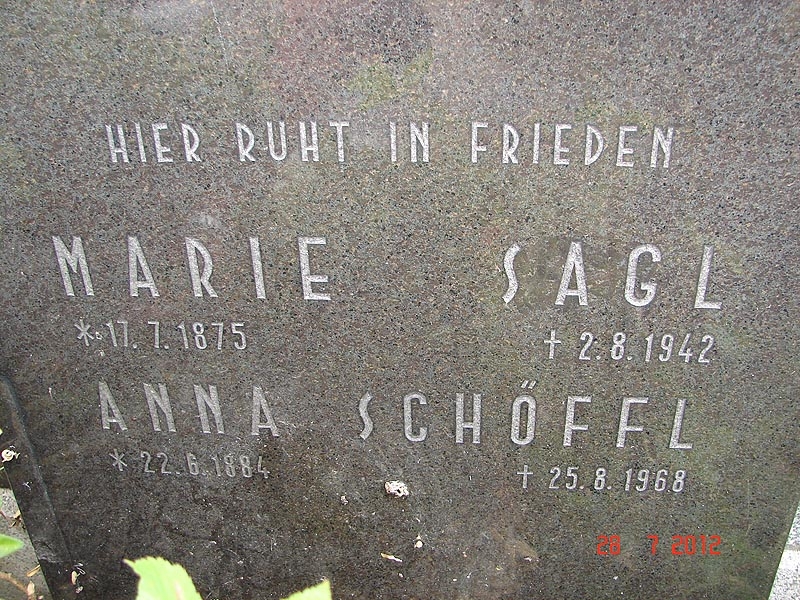 HIER RUHT IN FRIEDEN
MARIE SAGL
* 17. 7. 1875 † 2. 8. 1942
ANNA SCHÖFFL
* 22. 6. 1884 † 25. 8. 1968
28 7 2012